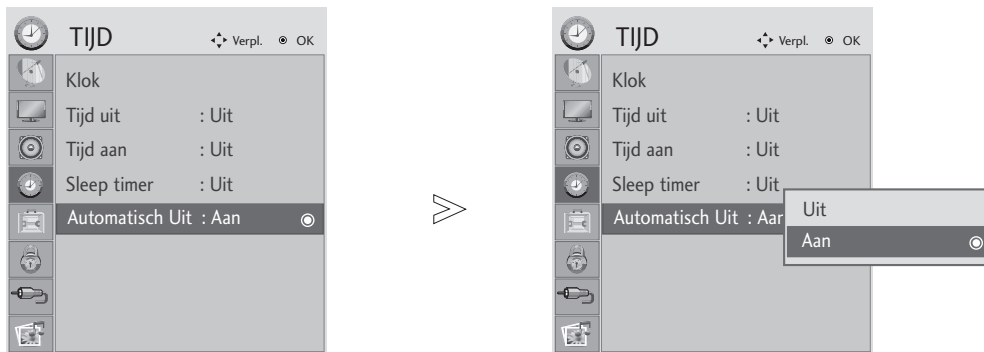 TIJD Verpl. OK
Klok
Tijd uit : Uit
Tijd aan : Uit
Sleep timer : Uit
Automatisch Uit : Aan
TIJD Verpl. OK
Klok
Tijd uit : Uit
Tijd aan : Uit
Sleep timer : Uit
Automatisch Uit : Aan
Uit
Aan